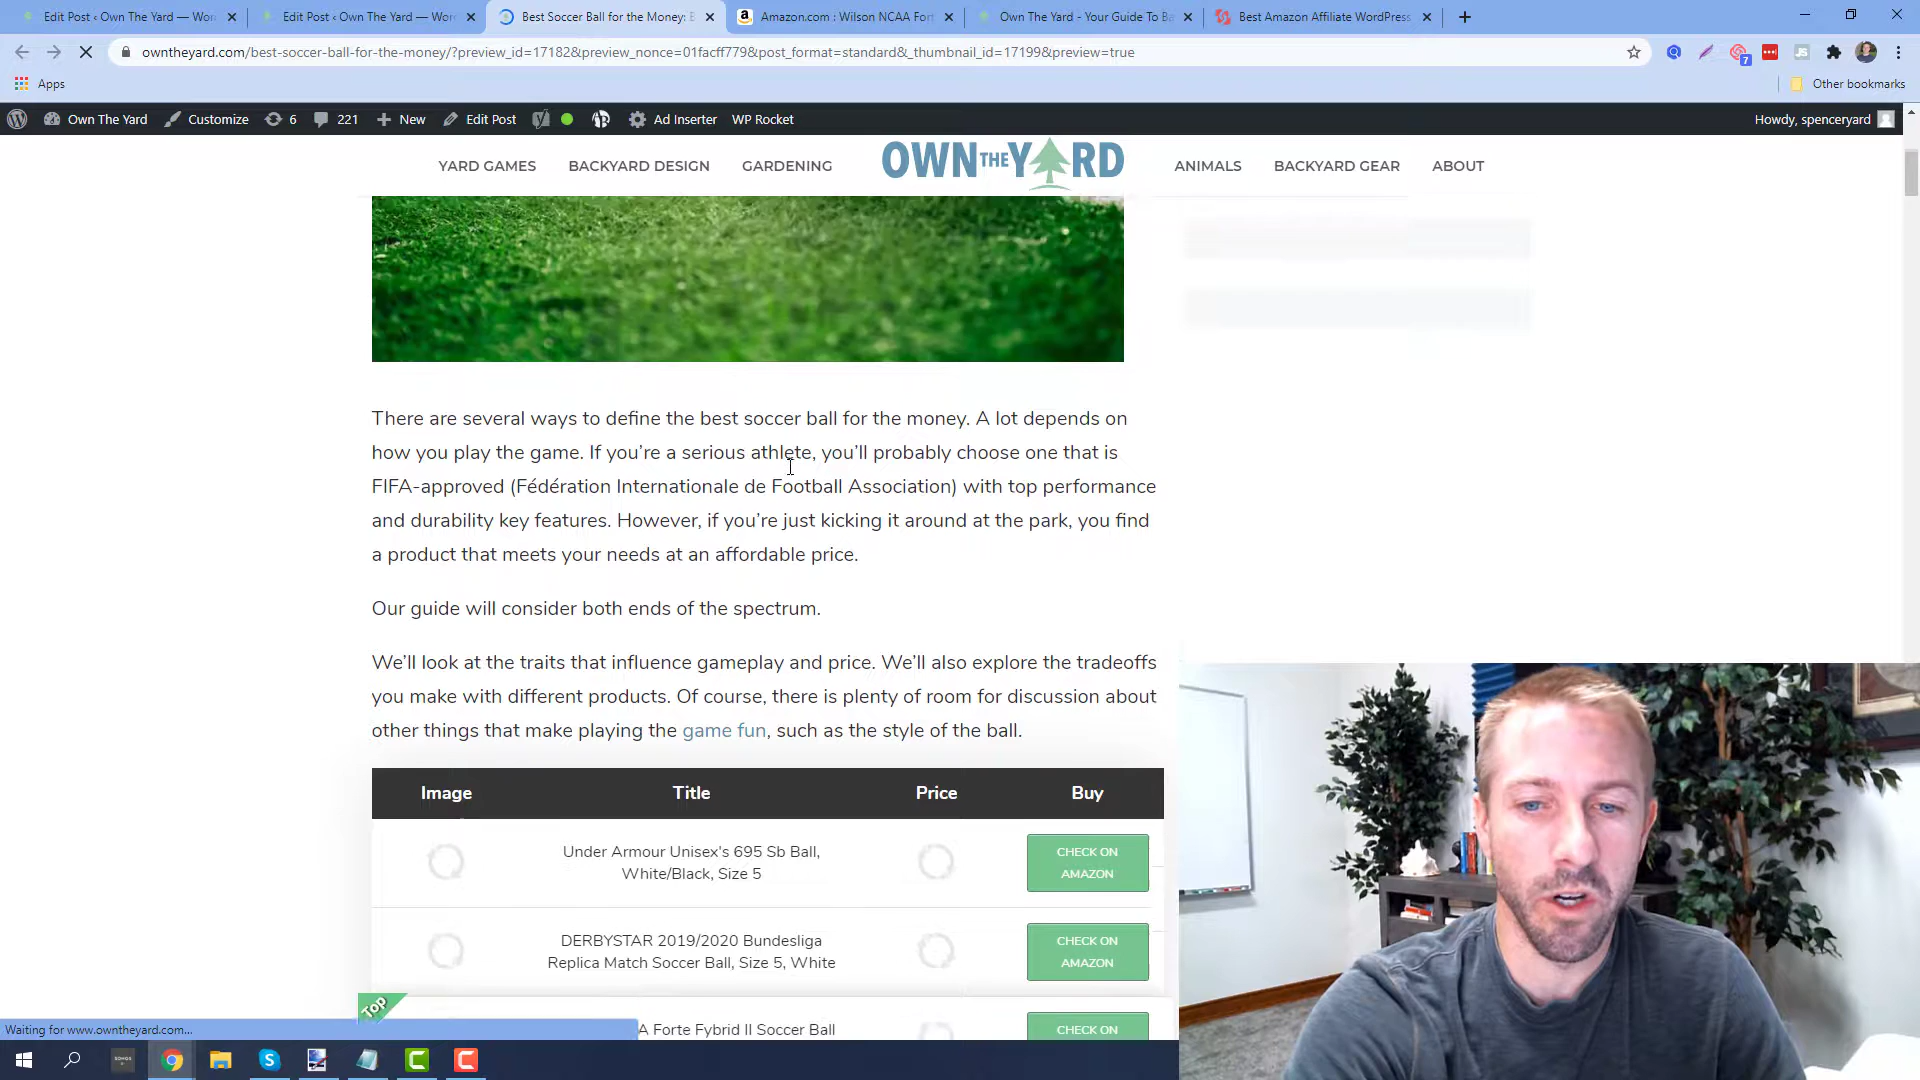 Edit Post ‹ Own The Yard — Wor
Edit Post ‹ Own The Yard — Wor
Best Soccer Ball for the Money: B
Amazon.com : Wilson NCAA For
Own The Yard - Your Guide To Ba
Best Amazon Affiliate WordPress
owntheyard.com/best-soccer-ball-for-the-money/?preview_id=17182&preview_nonce=01facff779&post_format=standard&_thumbnail_id=17199&preview=true
7
JS
Apps
Other bookmarks
Own The Yard
Customize
6
221
New
Edit Post
Ad Inserter
WP Rocket
Howdy, spenceryard
YARD GAMES
BACKYARD DESIGN
GARDENING
OWN THE YARD
ANIMALS
BACKYARD GEAR
ABOUT
There are several ways to define the best soccer ball for the money. A lot depends on
how you play the game. If you’re a serious athlete, you’ll probably choose one that is
FIFA-approved (Fédération Internationale de Football Association) with top performance
and durability key features. However, if you’re just kicking it around at the park, you find
a product that meets your needs at an affordable price.
Our guide will consider both ends of the spectrum.
We’ll look at the traits that influence gameplay and price. We’ll also explore the tradeoffs
you make with different products. Of course, there is plenty of room for discussion about
other things that make playing the game fun, such as the style of the ball.
Image
Title
Price
Buy
Under Armour Unisex's 695 Sb Ball,
White/Black, Size 5
CHECK ON
AMAZON
DERBYSTAR 2019/2020 Bundesliga
Replica Match Soccer Ball, Size 5, White
CHECK ON
AMAZON
Top
A Forte Fybrid II Soccer Ball
CHECK ON
Waiting for www.owntheyard.com...
SONOS